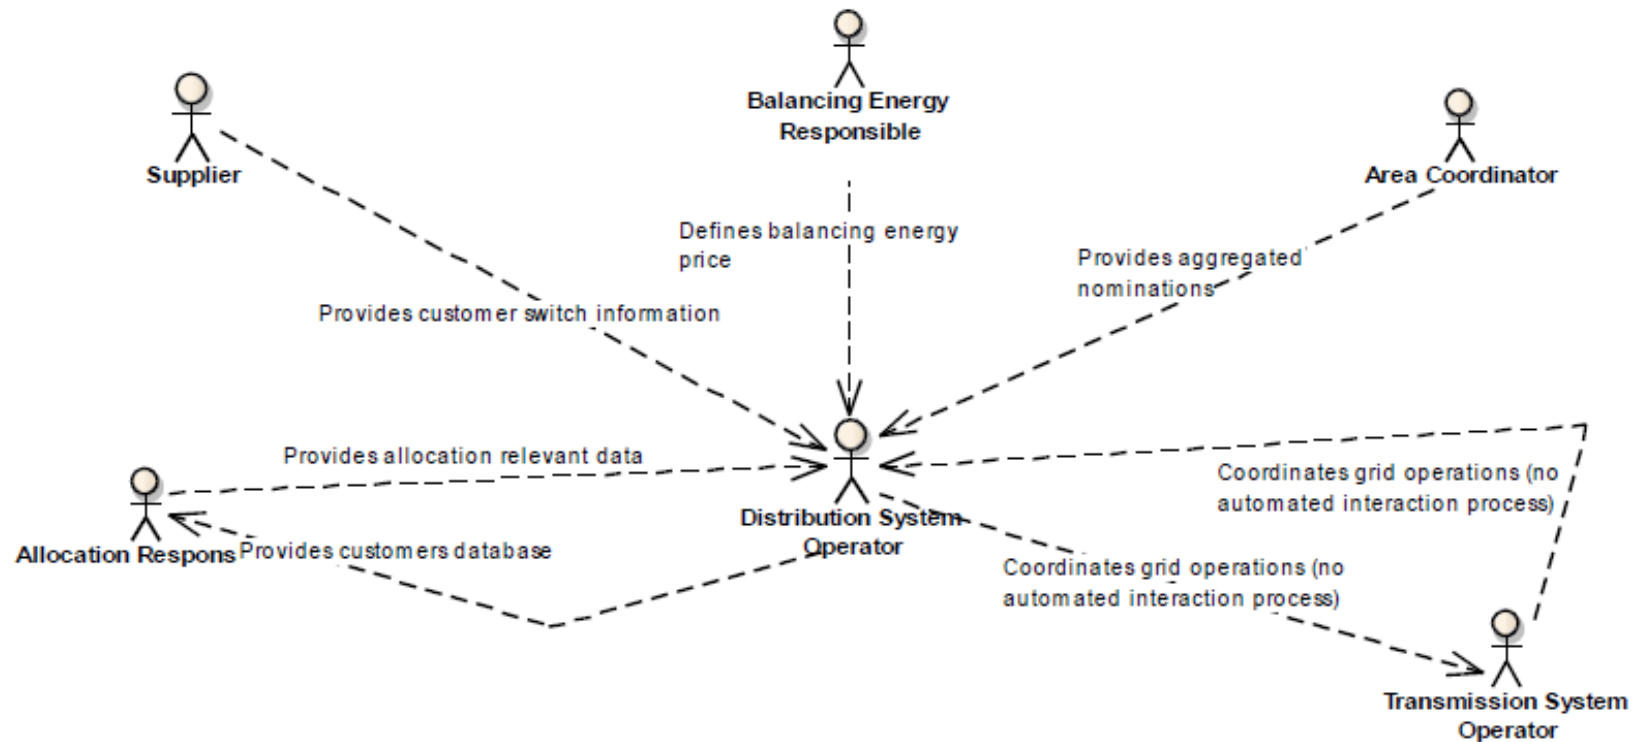 Balancing Energy
Responsible
Supplier
Area Coordinator
Defines balancing energy
price
Provides aggregated
nominations
Provides customer switch information
Provides allocation relevant data
Coordinates grid operations (no
automated interaction process)
Distribution System
Operator
Allocation Respons
Provides customers database
Coordinates grid operations (no
automated interaction process)
Transmission System
Operator